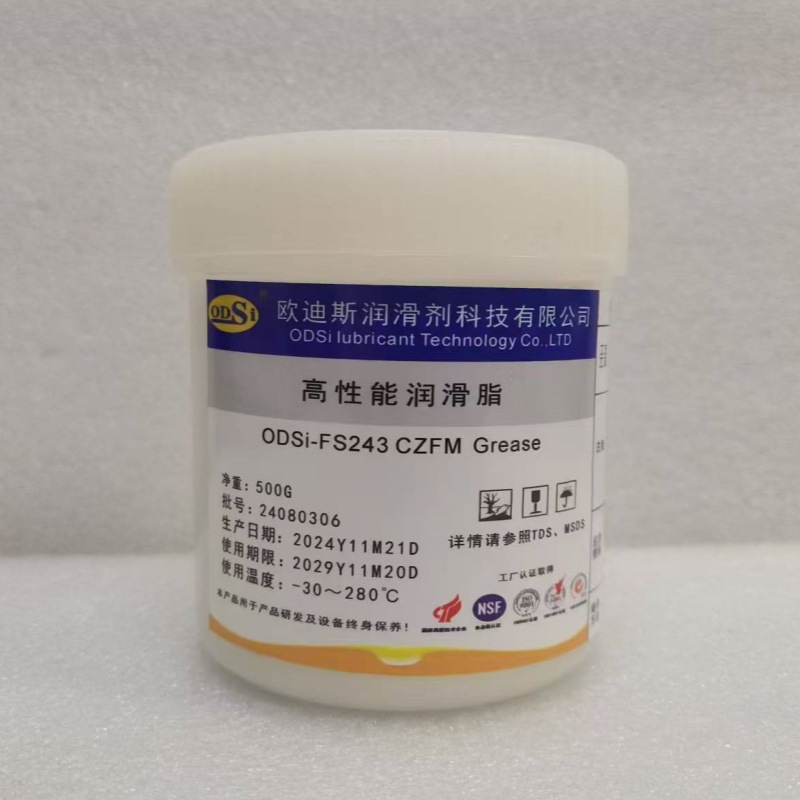 ODSi
®
欧迪斯润滑剂科技有限公司
ODSi lubricant Technology Co.,LTD
高性能润滑脂
ODSi-FS243 CZFM Grease
净重：500G
批号：24080306
生产日期：2024Y11M21D
使用期限：2029Y11M20D
使用温度：-30～280℃
本产品用于产品研发及设备终身保养！
详情请参照TDS、MSDS
工厂认证取得
NSF
ISO